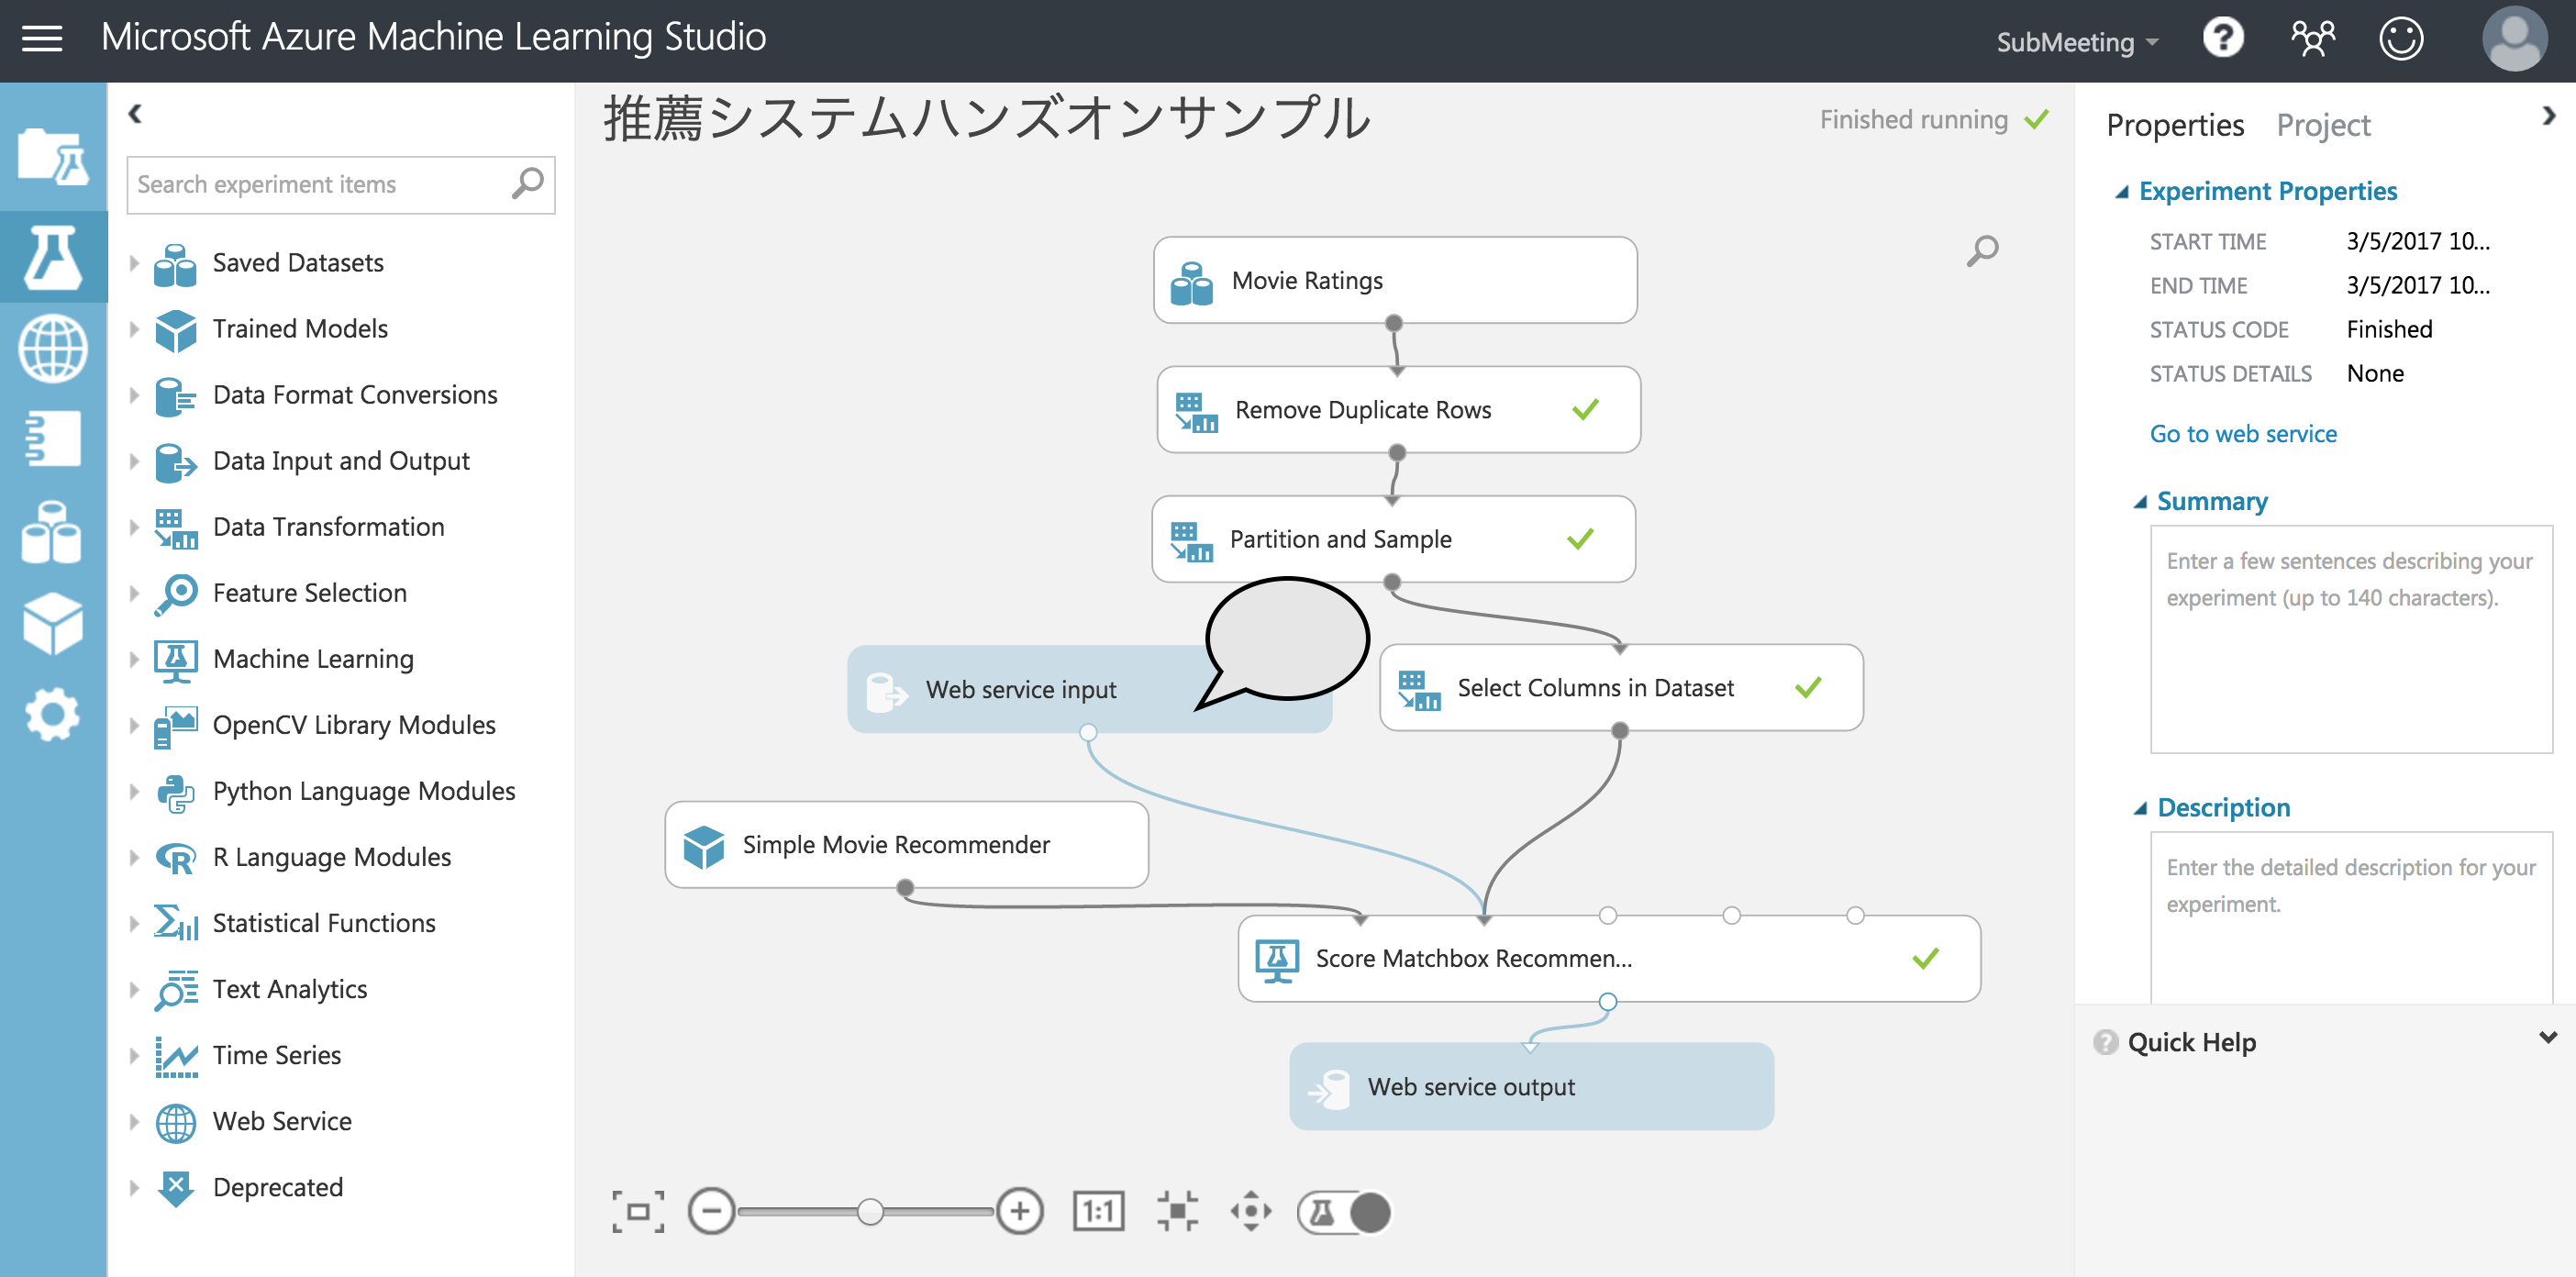 Microsoft Azure Machine Learning Studio
SubMeeting
?
Search experiment items
Saved Datasets
Trained Models
Data Format Conversions
Data Input and Output
Data Transformation
Feature Selection
Machine Learning
OpenCV Library Modules
Python Language Modules
R Language Modules
Statistical Functions
Text Analytics
Time Series
Web Service
Deprecated
推薦システムハンズオンサンプル
Finished running
Movie Ratings
Remove Duplicate Rows
Partition and Sample
Web service input
Select Columns in Dataset
Simple Movie Recommender
Score Matchbox Recommen...
Web service output
1:1
Properties Project
Experiment Properties
START TIME 3/5/2017 10...
END TIME 3/5/2017 10...
STATUS CODE Finished
STATUS DETAILS None
Go to web service
Summary
Enter a few sentences describing your
experiment (up to 140 characters).
Description
Enter the detailed description for your
experiment.
? Quick Help